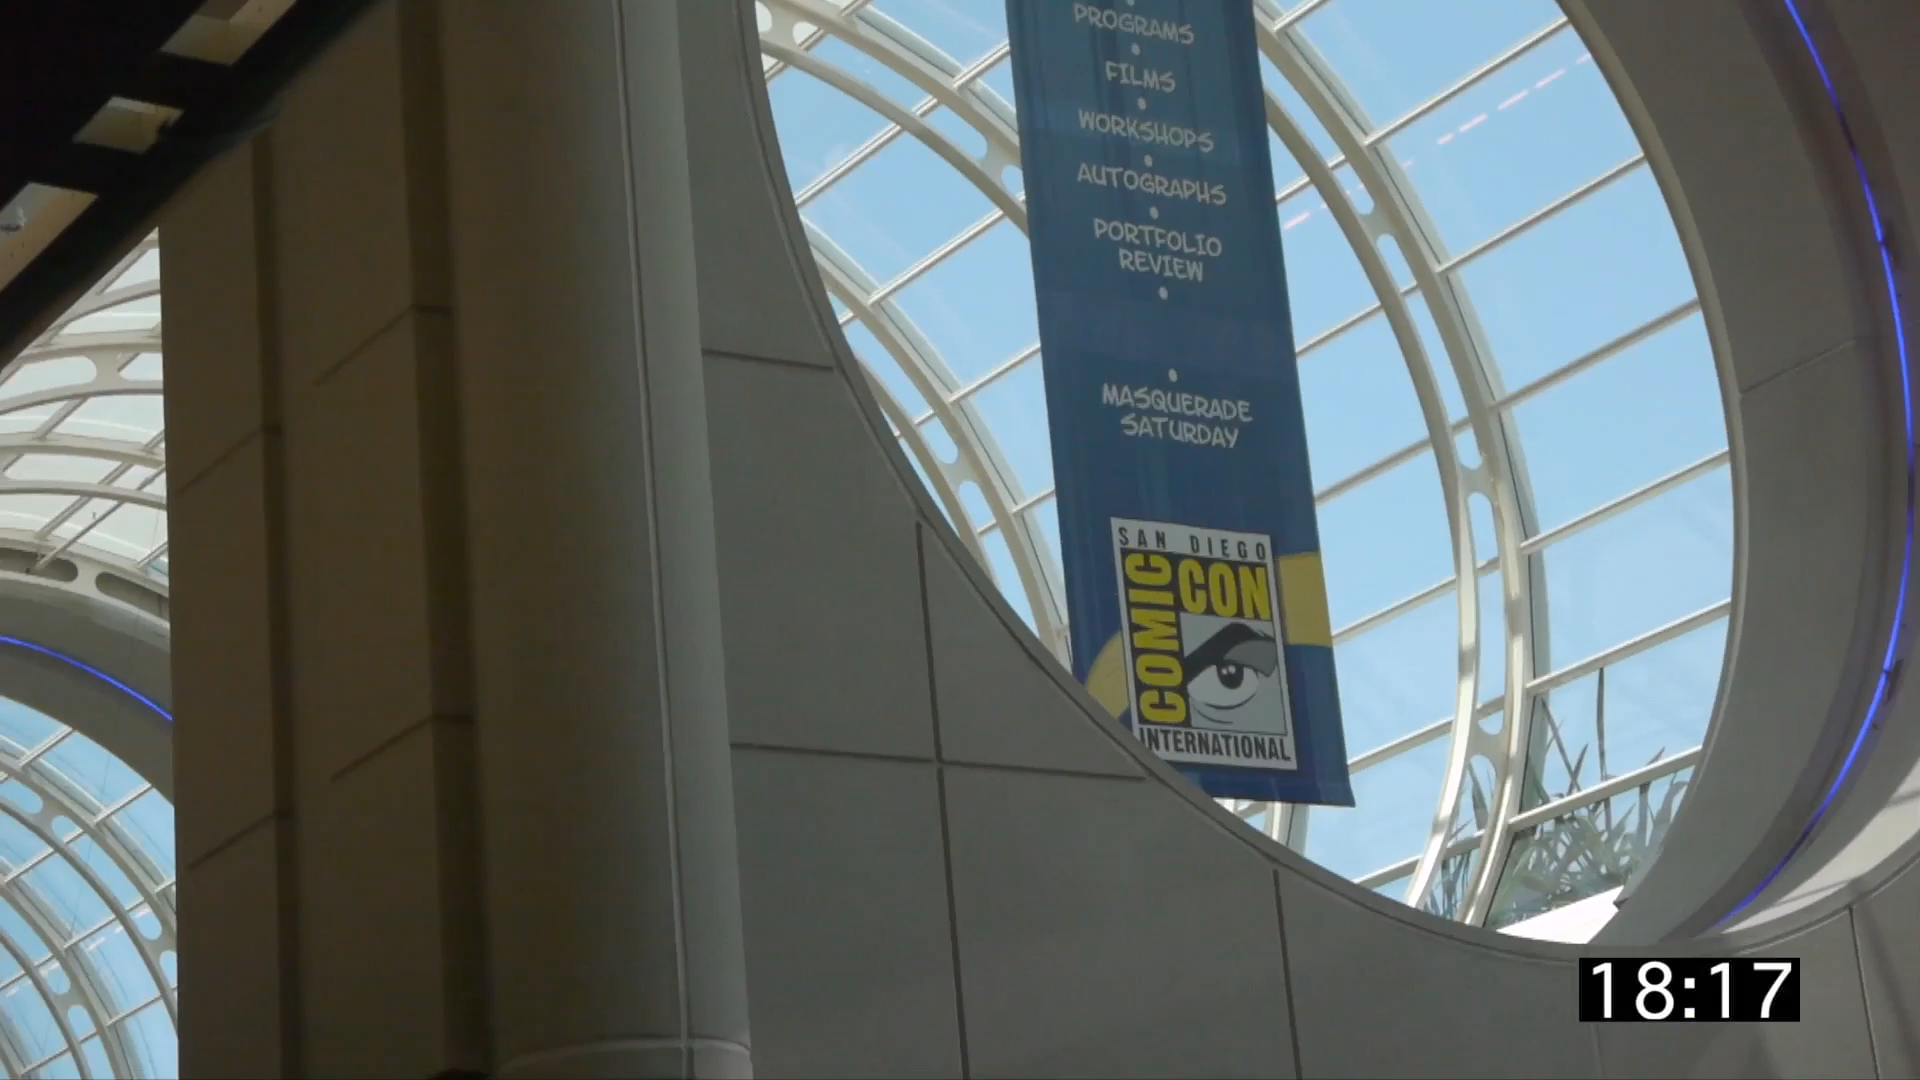 PROGRAMS
FILMS
WORKSHOPS
AUTOGRAPHS
PORTFOLIO
REVIEW
MASQUERADE
SATURDAY
SAN DIEGO
COMIC
CON
INTERNATIONAL
18:17